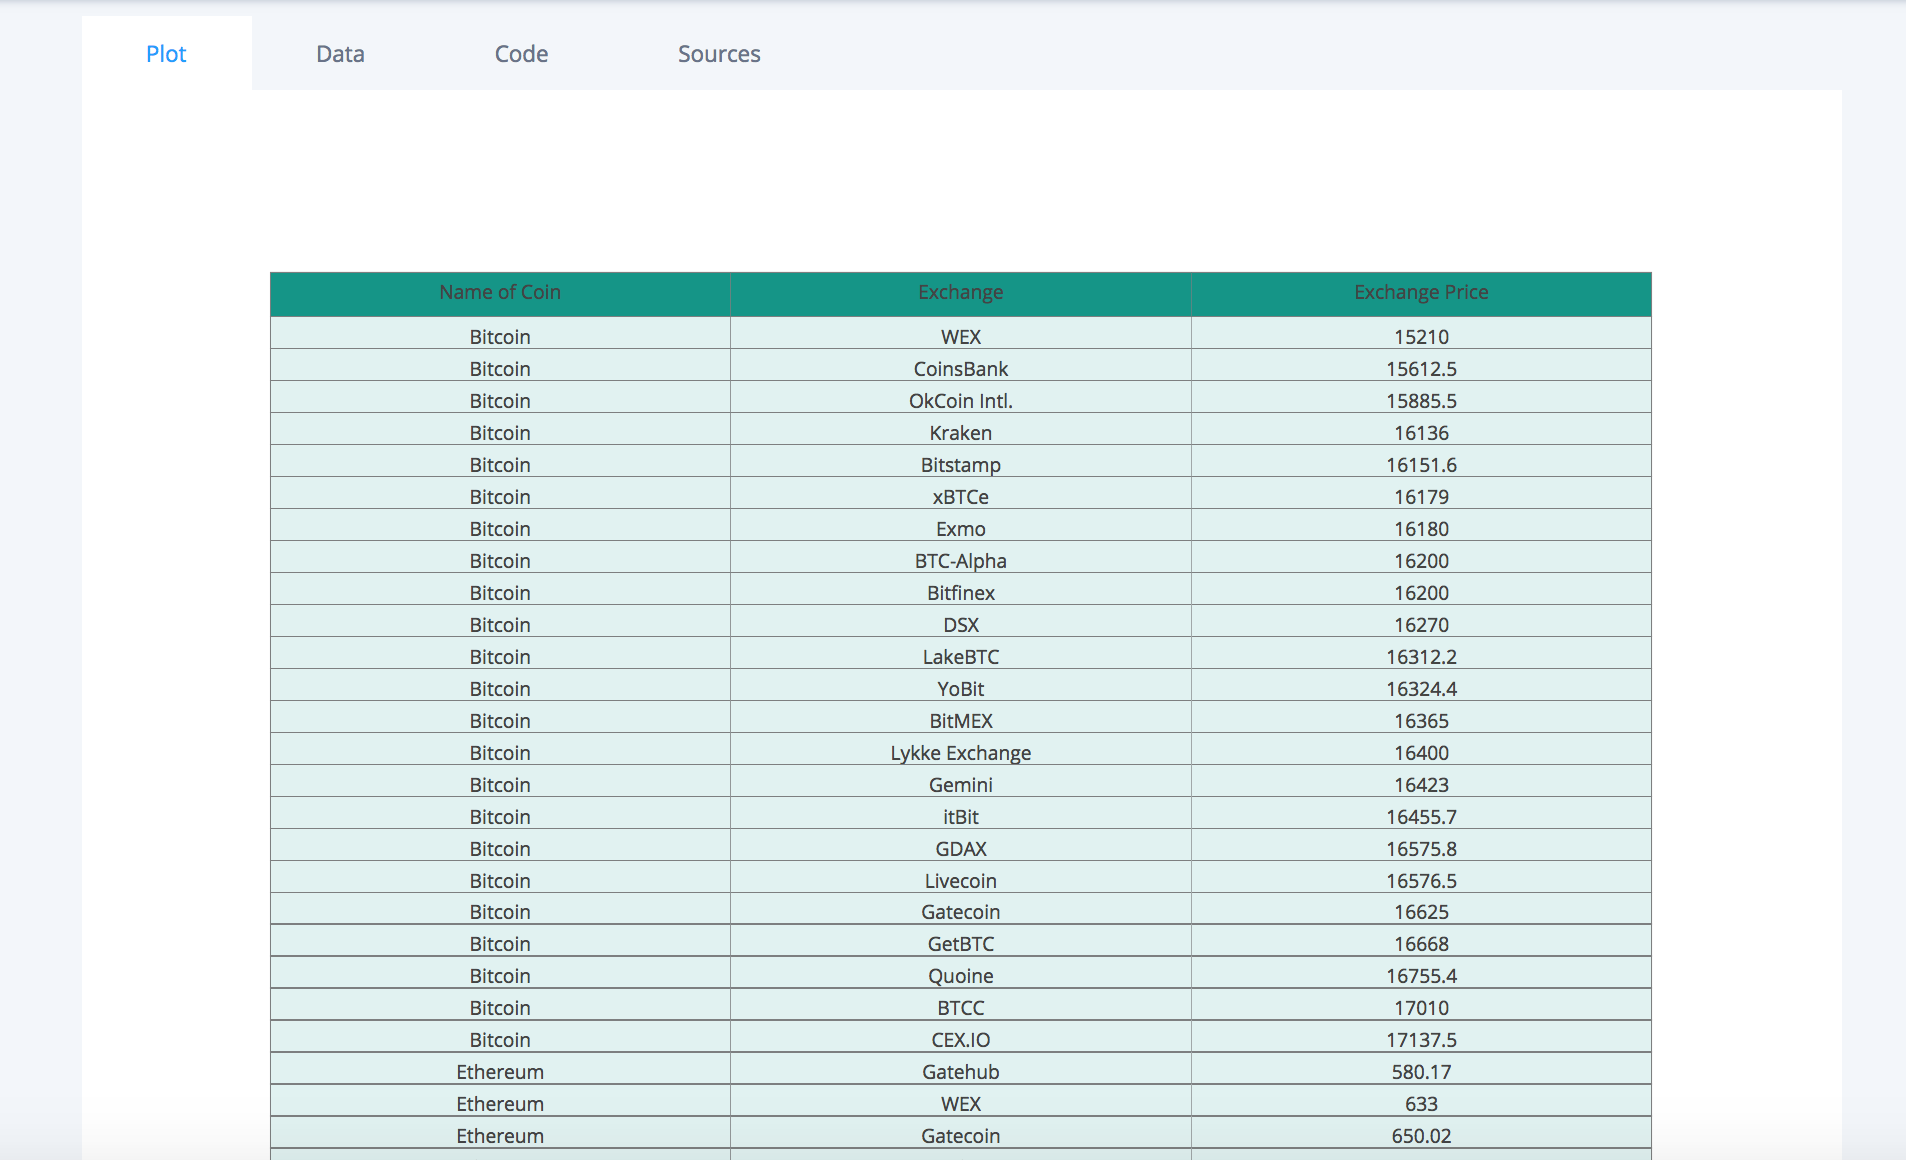 Plot Data Code Sources
Name of Coin Exchange Exchange Price
Bitcoin WEX 15210
Bitcoin CoinsBank 15612.5
Bitcoin OkCoin Intl. 15885.5
Bitcoin Kraken 16136
Bitcoin Bitstamp 16151.6
Bitcoin xBTCe 16179
Bitcoin Exmo 16180
Bitcoin BTC-Alpha 16200
Bitcoin Bitfinex 16200
Bitcoin DSX 16270
Bitcoin LakeBTC 16312.2
Bitcoin YoBit 16324.4
Bitcoin BitMEX 16365
Bitcoin Lykke Exchange 16400
Bitcoin Gemini 16423
Bitcoin itBit 16455.7
Bitcoin GDAX 16575.8
Bitcoin Livecoin 16576.5
Bitcoin Gatecoin 16625
Bitcoin GetBTC 16668
Bitcoin Quoine 16755.4
Bitcoin BTCC 17010
Bitcoin CEX.IO 17137.5
Ethereum Gatehub 580.17
Ethereum WEX 633
Ethereum Gatecoin 650.02